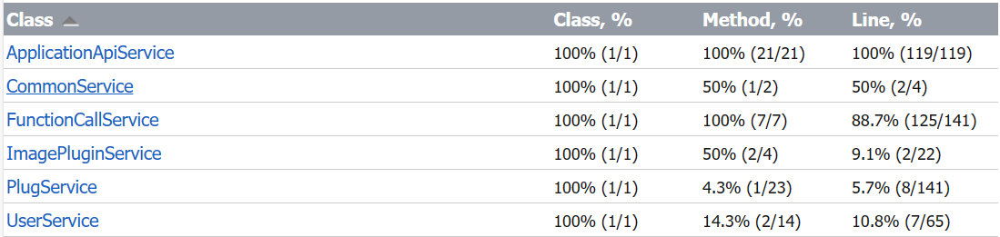 Class Class, % Method, % Line, %
ApplicationApiService 100% (1/1) 100% (21/21) 100% (119/119)
CommonService 100% (1/1) 50% (1/2) 50% (2/4)
FunctionCallService 100% (1/1) 100% (7/7) 88.7% (125/141)
ImagePluginService 100% (1/1) 50% (2/4) 9.1% (2/22)
PlugService 100% (1/1) 4.3% (1/23) 5.7% (8/141)
UserService 100% (1/1) 14.3% (2/14) 10.8% (7/65)